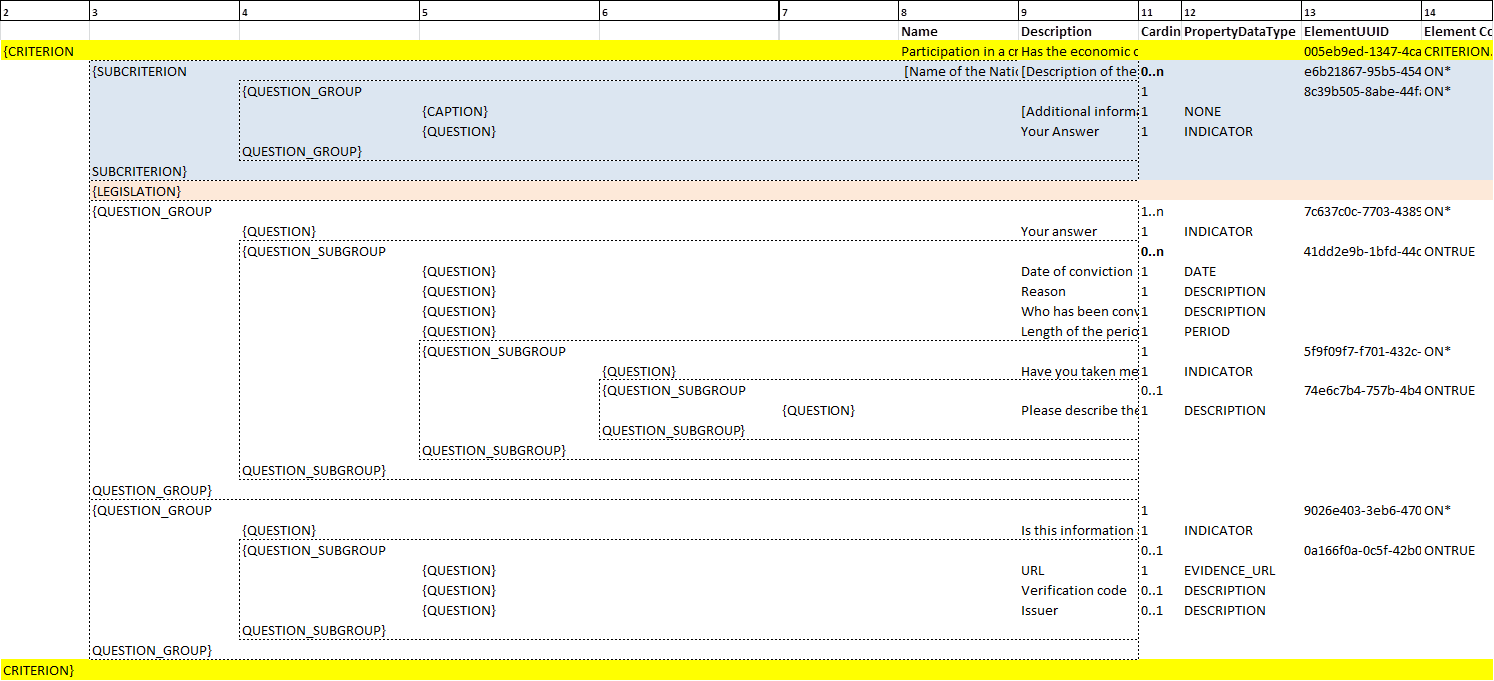 2 3 4 5 6 7 8 9 11 12 13 14
Name Description Cardin PropertyDataType ElementUUID Element Co
{CRITERION Participation in a cr Has the economic c 005eb9ed-1347-4ca CRITERION.
{SUBCRITERION [Name of the Natio [Description of the 0..n e6b21867-95b5-454 ON*
{QUESTION_GROUP 1 8c39b505-8abe-44fa ON*
{CAPTION} [Additional inform 1 NONE
{QUESTION} Your Answer 1 INDICATOR
QUESTION_GROUP}
SUBCRITERION}
{LEGISLATION}
{QUESTION_GROUP 1..n 7c637c0c-7703-4389 ON*
{QUESTION} Your answer 1 INDICATOR
{QUESTION_SUBGROUP 0..n 41dd2e9b-1bfd-44c ONTRUE
{QUESTION} Date of conviction 1 DATE
{QUESTION} Reason 1 DESCRIPTION
{QUESTION} Who has been conv 1 DESCRIPTION
{QUESTION} Length of the perio 1 PERIOD
{QUESTION_SUBGROUP 1 5f9f09f7-f701-432c- ON*
{QUESTION} Have you taken me 1 INDICATOR
{QUESTION_SUBGROUP 0..1 74e6c7b4-757b-4b4 ONTRUE
{QUESTION} Please describe the 1 DESCRIPTION
QUESTION_SUBGROUP}
QUESTION_SUBGROUP}
QUESTION_SUBGROUP}
QUESTION_GROUP}
{QUESTION_GROUP 1 9026e403-3eb6-470 ON*
{QUESTION} Is this information 1 INDICATOR
{QUESTION_SUBGROUP 0..1 0a166f0a-0c5f-42b0 ONTRUE
{QUESTION} URL 1 EVIDENCE_URL
{QUESTION} Verification code 0..1 DESCRIPTION
{QUESTION} Issuer 0..1 DESCRIPTION
QUESTION_SUBGROUP}
QUESTION_GROUP}
CRITERION}